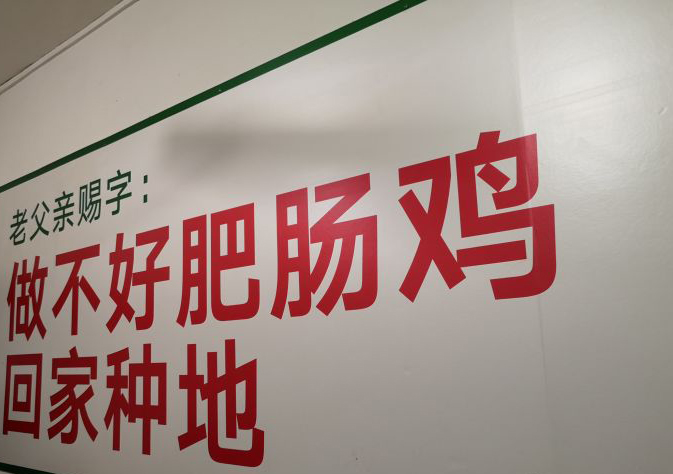 老父亲赐字：
做不好肥肠鸡
回家种地